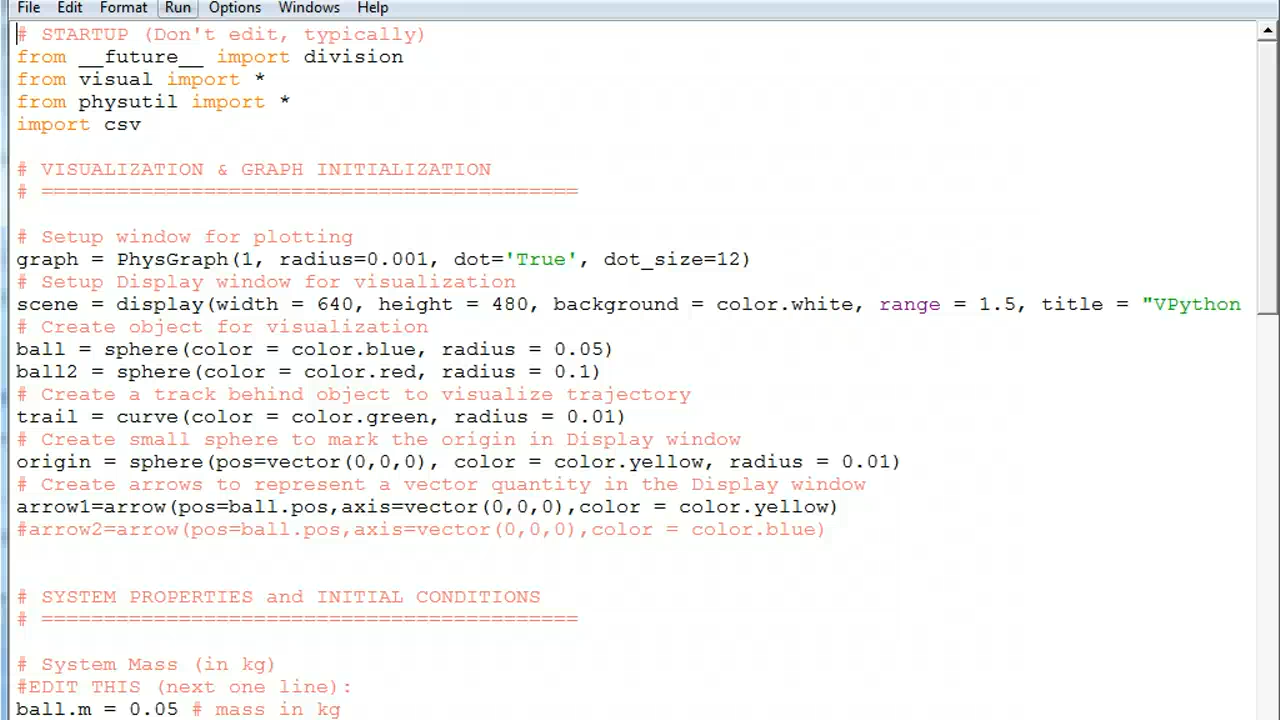 File Edit Format Run Options Windows Help
# STARTUP (Don't edit, typically)
from __future__ import division
from visual import *
from physutil import *
import csv
# VISUALIZATION & GRAPH INITIALIZATION
# ===========================================
# Setup window for plotting
graph = PhysGraph(1, radius=0.001, dot='True', dot_size=12)
# Setup Display window for visualization
scene = display(width = 640, height = 480, background = color.white, range = 1.5, title = "VPython
# Create object for visualization
ball = sphere(color = color.blue, radius = 0.05)
ball2 = sphere(color = color.red, radius = 0.1)
# Create a track behind object to visualize trajectory
trail = curve(color = color.green, radius = 0.01)
# Create small sphere to mark the origin in Display window
origin = sphere(pos=vector(0,0,0), color = color.yellow, radius = 0.01)
# Create arrows to represent a vector quantity in the Display window
arrow1=arrow(pos=ball.pos,axis=vector(0,0,0),color = color.yellow)
#arrow2=arrow(pos=ball.pos,axis=vector(0,0,0),color = color.blue)
# SYSTEM PROPERTIES and INITIAL CONDITIONS
# ===========================================
# System Mass (in kg)
#EDIT THIS (next one line):
ball.m = 0.05 # mass in kg